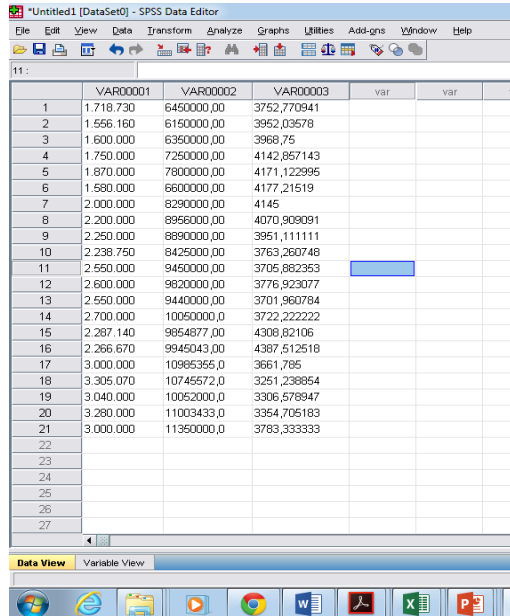 *Untitled1 [DataSet0] - SPSS Data Editor
File Edit View Data Transform Analyze Graphs Utilities Add-ons Window Help
11 :
VAR00001 VAR00002 VAR00003 var var
1 1.718.730 6450000,00 3752,770941
2 1.556.160 6150000,00 3952,03578
3 1.600.000 6350000,00 3968,75
4 1.750.000 7250000,00 4142,857143
5 1.870.000 7800000,00 4171,122995
6 1.580.000 6600000,00 4177,21519
7 2.000.000 8290000,00 4145
8 2.200.000 8956000,00 4070,909091
9 2.250.000 8890000,00 3951,111111
10 2.238.750 8425000,00 3763,260748
11 2.550.000 9450000,00 3705,882353
12 2.600.000 9820000,00 3776,923077
13 2.550.000 9440000,00 3701,960784
14 2.700.000 10050000,0 3722,222222
15 2.287.140 9854877,00 4308,82106
16 2.266.670 9945043,00 4387,512518
17 3.000.000 10985355,0 3661,785
18 3.305.070 10745572,0 3251,238854
19 3.040.000 10052000,0 3306,578947
20 3.280.000 11003433,0 3354,705183
21 3.000.000 11350000,0 3783,333333
22
23
24
25
26
27
Data View Variable View